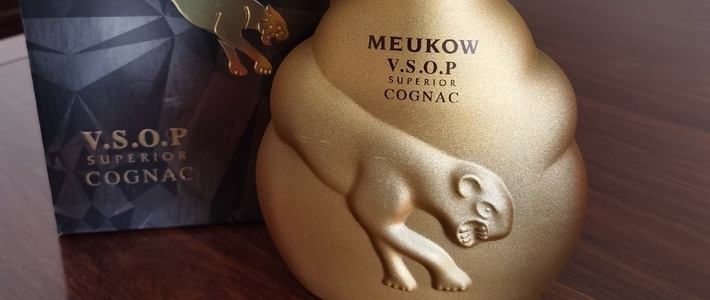 V.S.O.P
SUPERIOR
COGNAC
MEUKOW
V.S.O.P
SUPERIOR
COGNAC